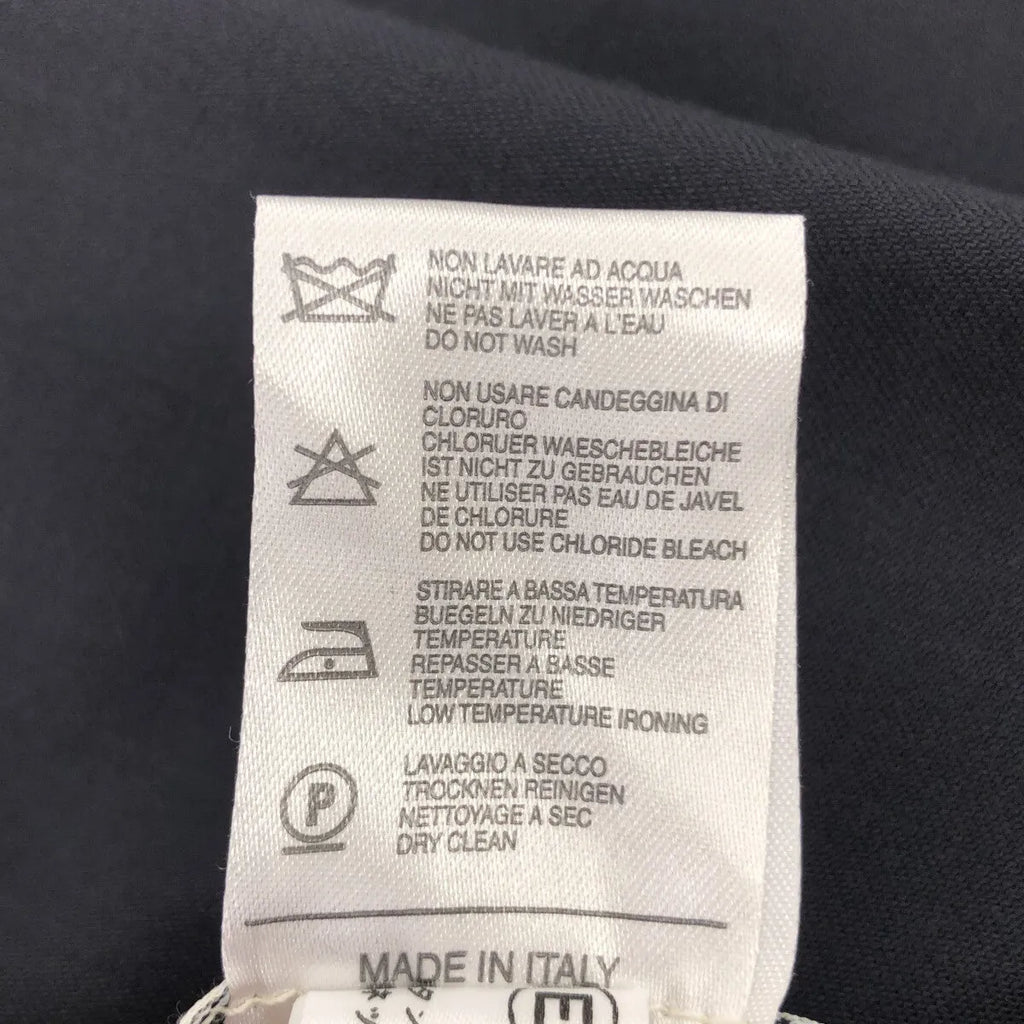 NON LAVARE AD ACQUA
NICHT MIT WASSER WASCHEN
NE PAS LAVER A L'EAU
DO NOT WASH
NON USARE CANDEGGINA DI
CLORURO
CHLORUER WAESCHEBLEICHE
IST NICHT ZU GEBRAUCHEN
NE UTILISER PAS EAU DE JAVEL
DE CHLORURE
DO NOT USE CHLORIDE BLEACH
STIRARE A BASSA TEMPERATURA
BUEGELN ZU NIEDRIGER
TEMPERATURE
REPASSER A BASSE
TEMPERATURE
LOW TEMPERATURE IRONING
P
LAVAGGIO A SECCO
TROCKNEN REINIGEN
NETTOYAGE A SEC
DRY CLEAN
MADE IN ITALY